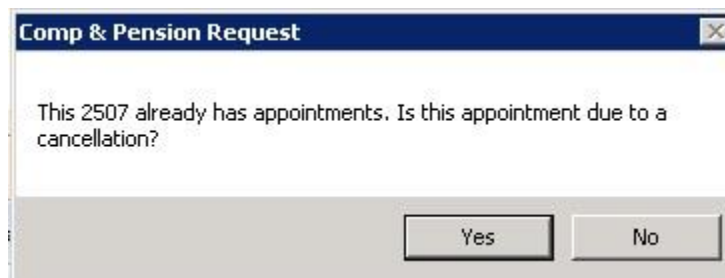 Comp & Pension Request
This 2507 already has appointments. Is this appointment due to a
cancellation?
Yes No